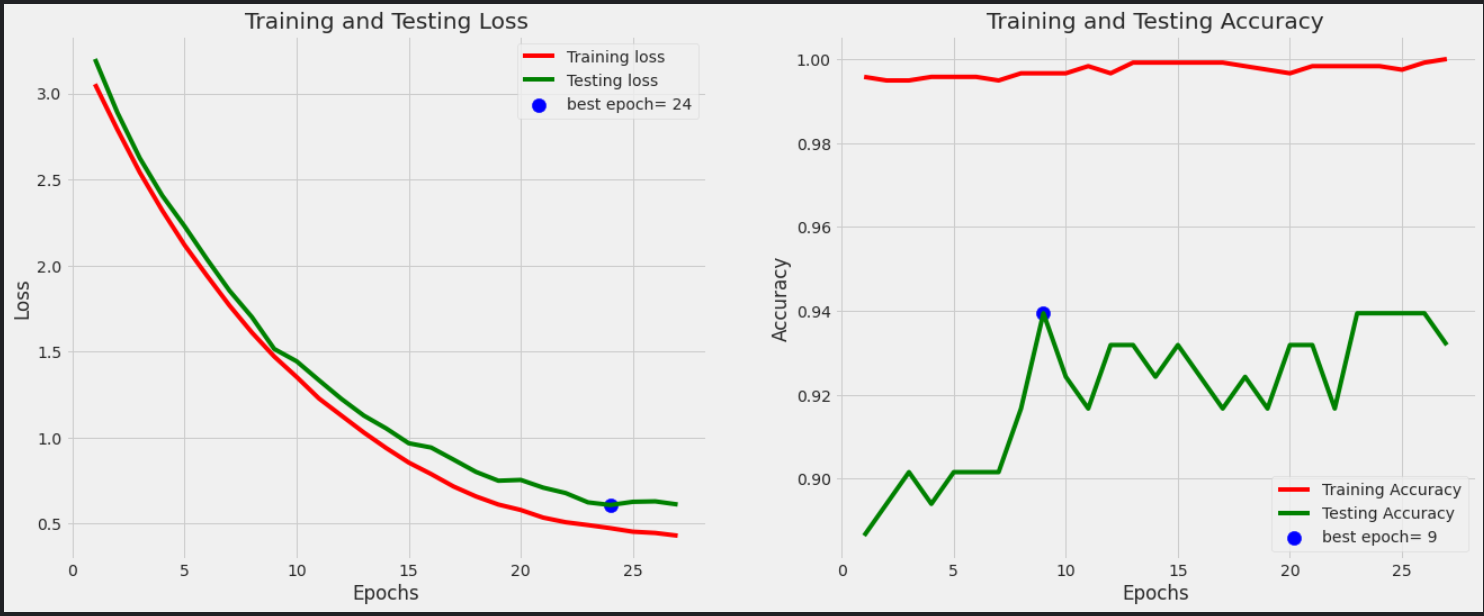 Training and Testing Loss
Training loss
Testing loss
best epoch= 24
3.0
2.5
2.0
1.5
1.0
0.5
Loss
0
5
10
15
20
25
Epochs
Training and Testing Accuracy
1.00
0.98
0.96
0.94
0.92
0.90
Accuracy
Training Accuracy
Testing Accuracy
best epoch= 9
0
5
10
15
20
25
Epochs